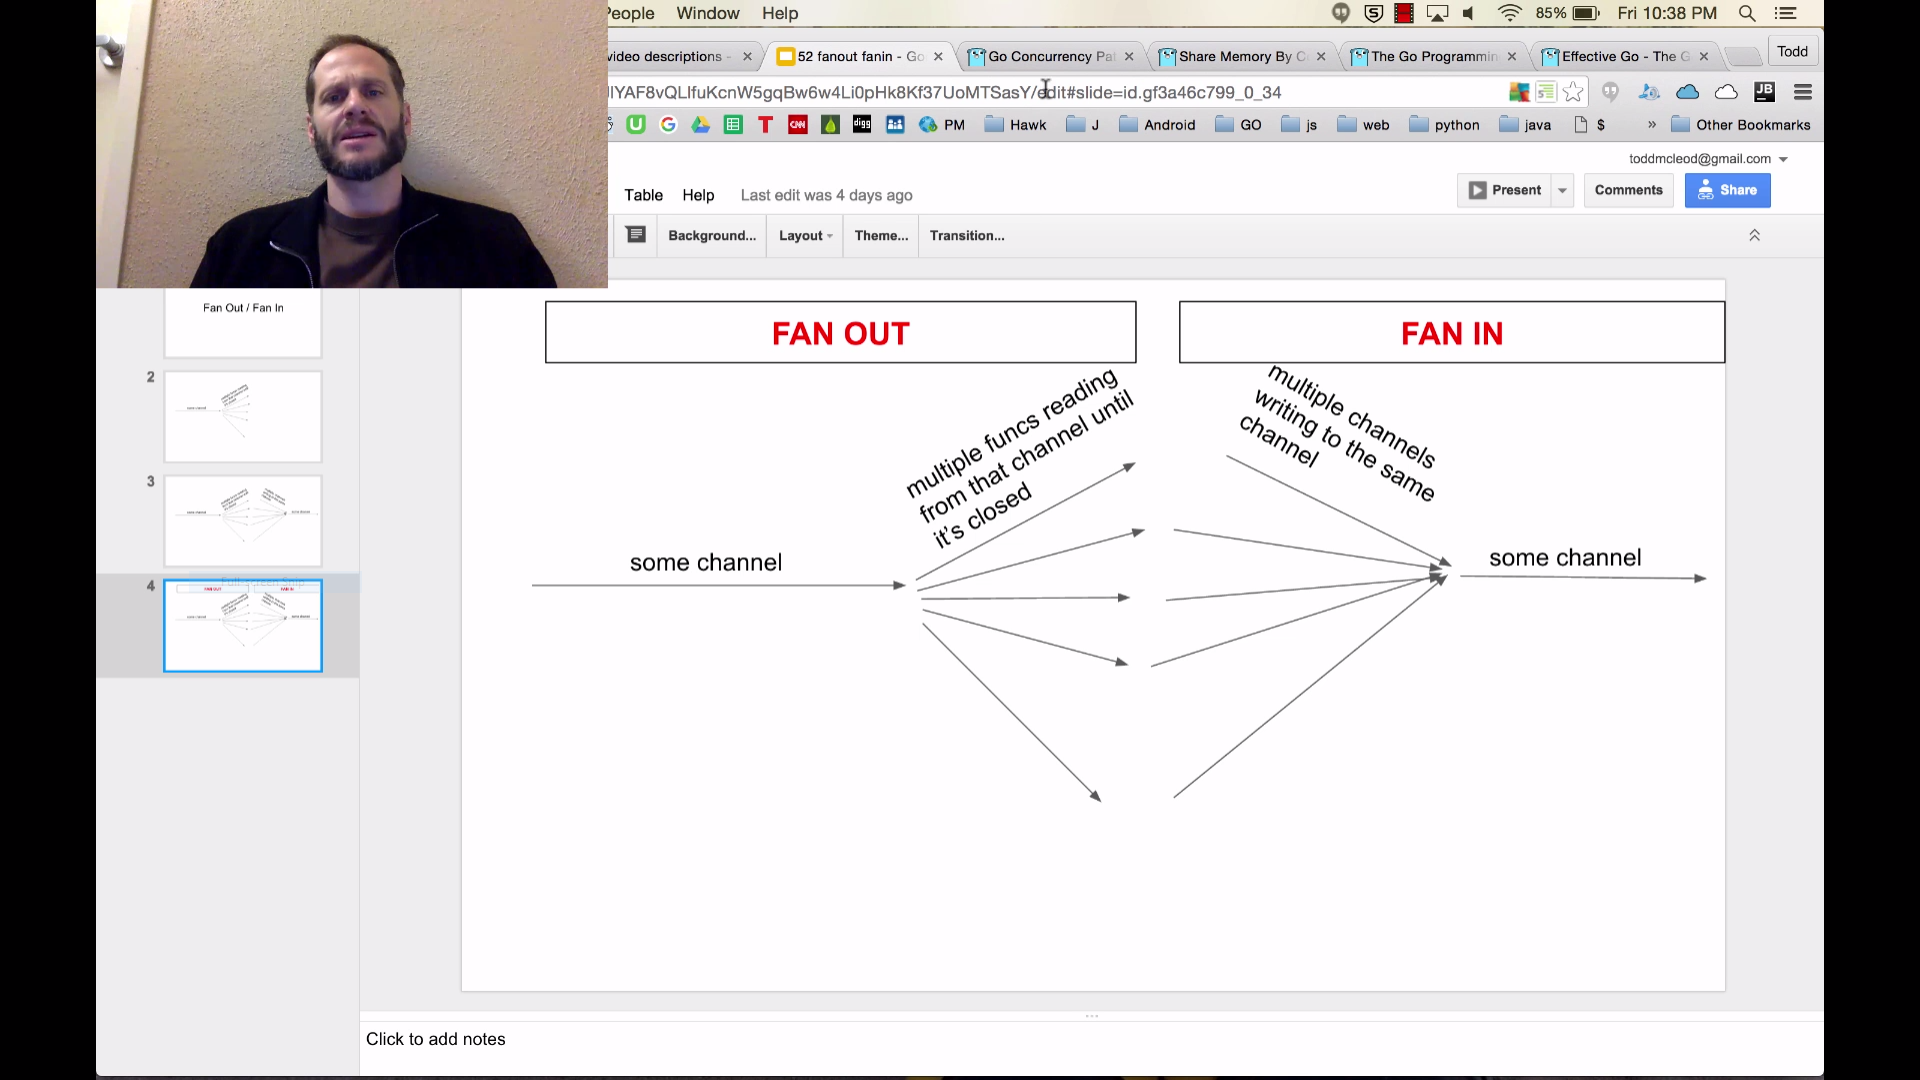 People Window Help 85% Fri 10:38 PM
video descriptions - 52 fanout fanin - Go Go Concurrency Pat Share Memory By C The Go Programmin Effective Go - The G Todd
IYAF8vQLIfuKcnW5gqBw6w4Li0pHk8Kf37UoMTSasY/edit#slide=id.gf3a46c799_0_34
PM Hawk J Android GO js web python java $ » Other Bookmarks
toddmcleod@gmail.com
Table Help Last edit was 4 days ago Present Comments Share
Background... Layout Theme... Transition...
Fan Out / Fan In
2
3
4
FAN OUT
FAN IN
multiple funcs reading
from that channel until
it's closed
multiple channels
writing to the same
channel
some channel
some channel
Click to add notes